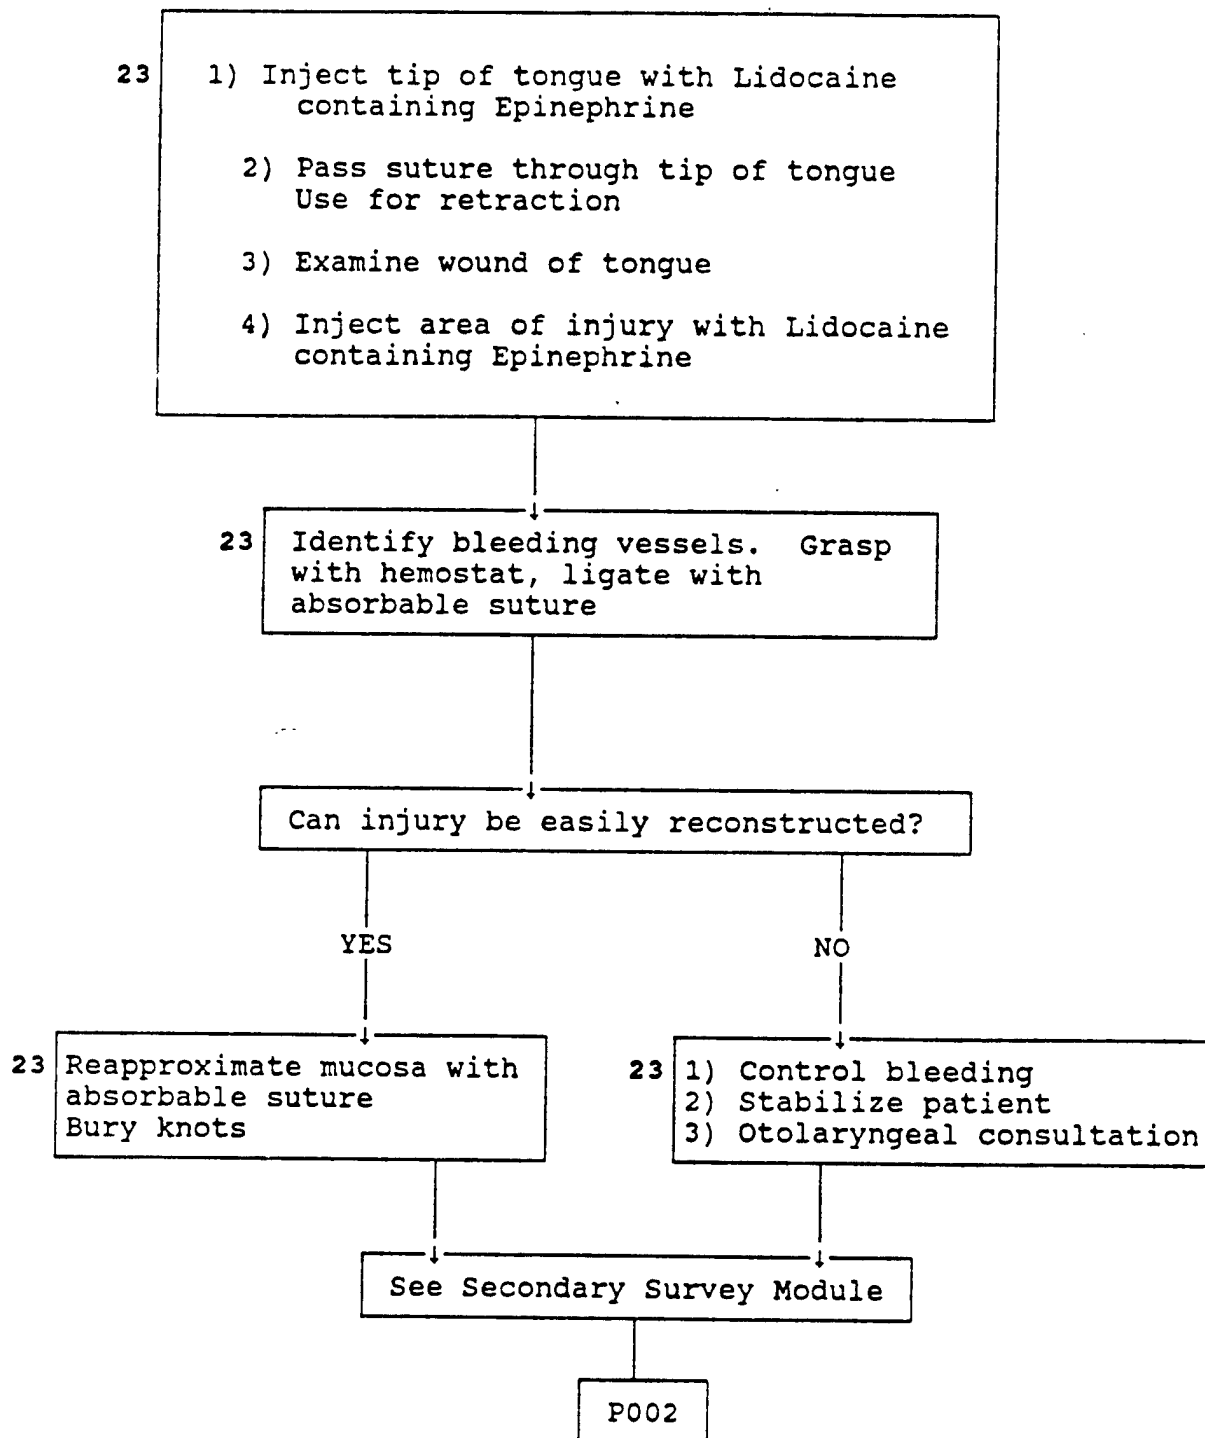 23 1) Inject tip of tongue with Lidocaine
containing Epinephrine
2) Pass suture through tip of tongue
Use for retraction
3) Examine wound of tongue
4) Inject area of injury with Lidocaine
containing Epinephrine
23 Identify bleeding vessels. Grasp
with hemostat, ligate with
absorbable suture
Can injury be easily reconstructed?
YES
NO
23 Reapproximate mucosa with
absorbable suture
Bury knots
23 1) Control bleeding
2) Stabilize patient
3) Otolaryngeal consultation
See Secondary Survey Module
P002